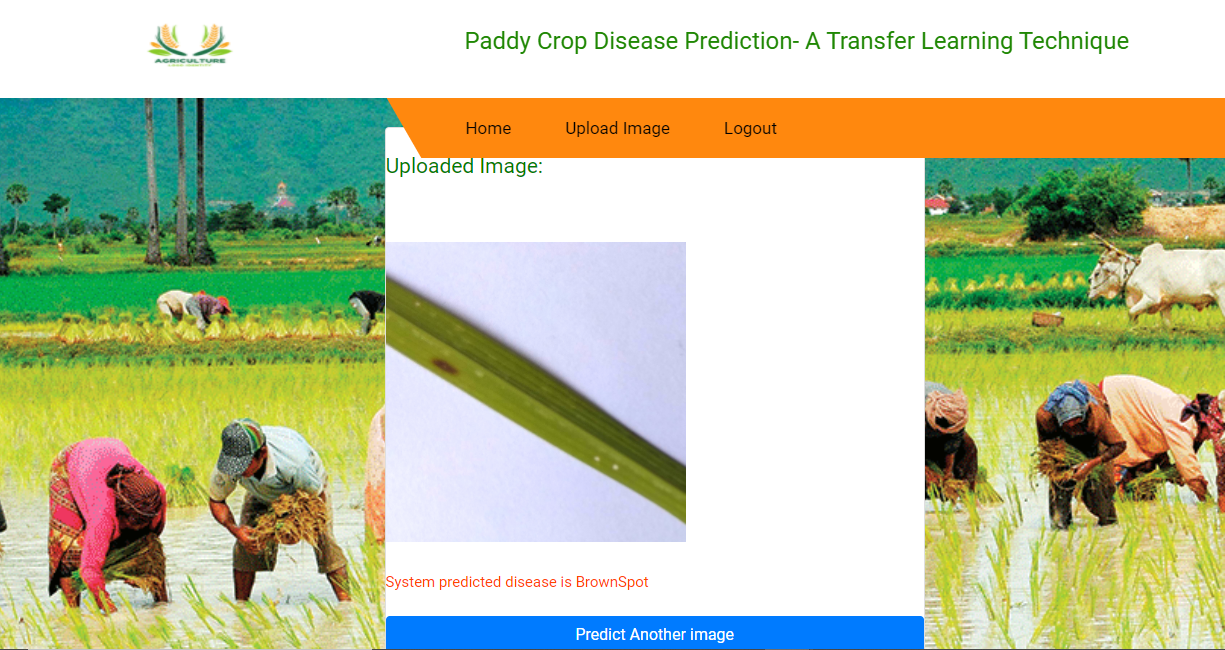 AGRICULTURE
Paddy Crop Disease Prediction- A Transfer Learning Technique
Home
Upload Image
Logout
Uploaded Image:
System predicted disease is BrownSpot
Predict Another image